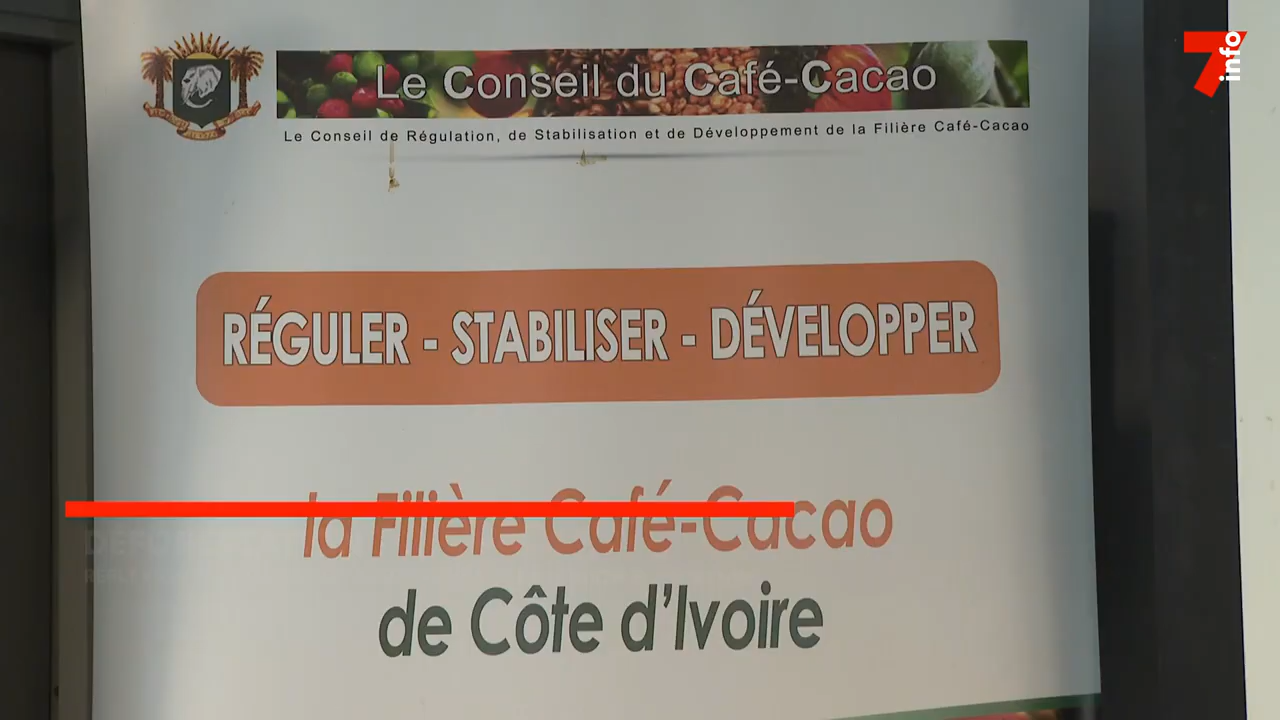 Le Conseil du Café-Cacao
Le Conseil de Régulation, de Stabilisation et de Développement de la Filière Café-Cacao
RÉGULER - STABILISER - DÉVELOPPER
la Filière Café-Cacao
de Côte d'Ivoire
7info